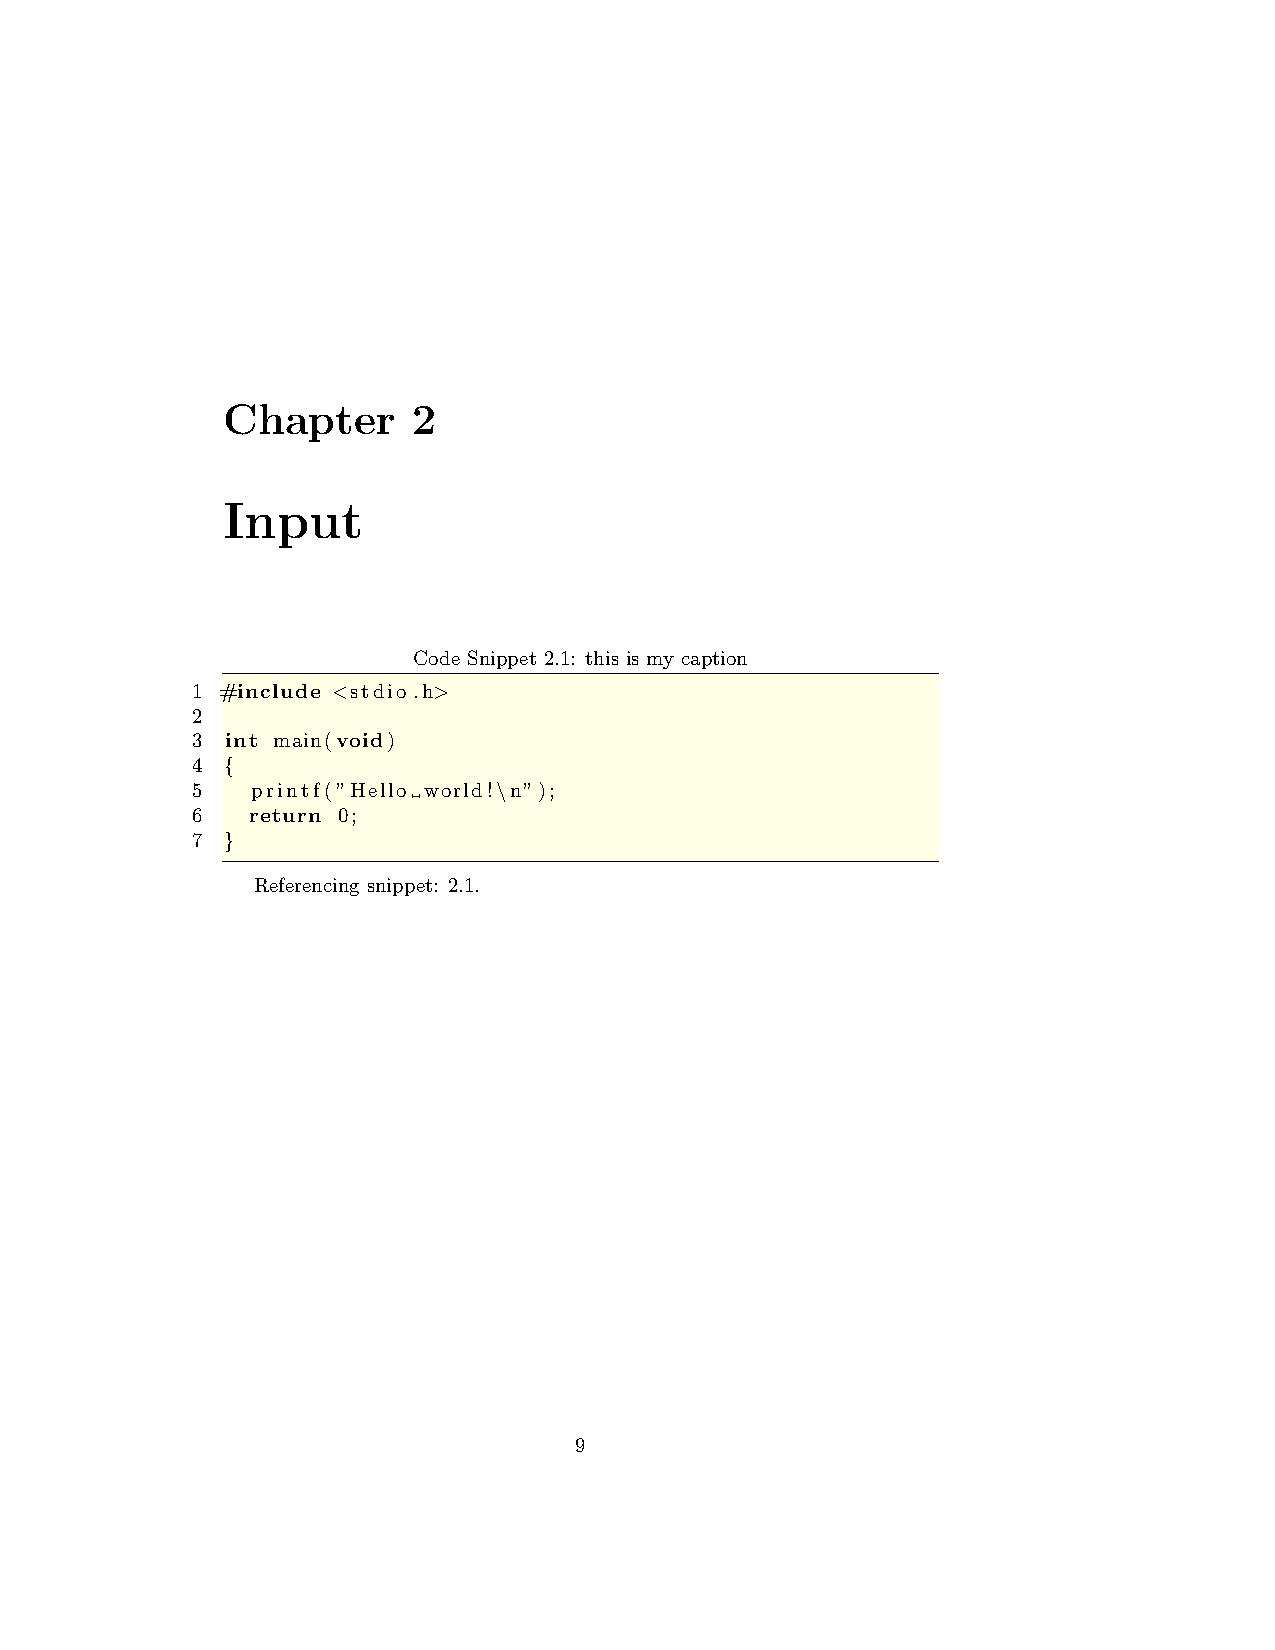 Chapter 2
Input
Code Snippet 2.1: this is my caption
1 #include <stdio.h>
2
3 int main(void)
4 {
5   printf("Hello␣world!\n");
6   return 0;
7 }
Referencing snippet: 2.1.
9